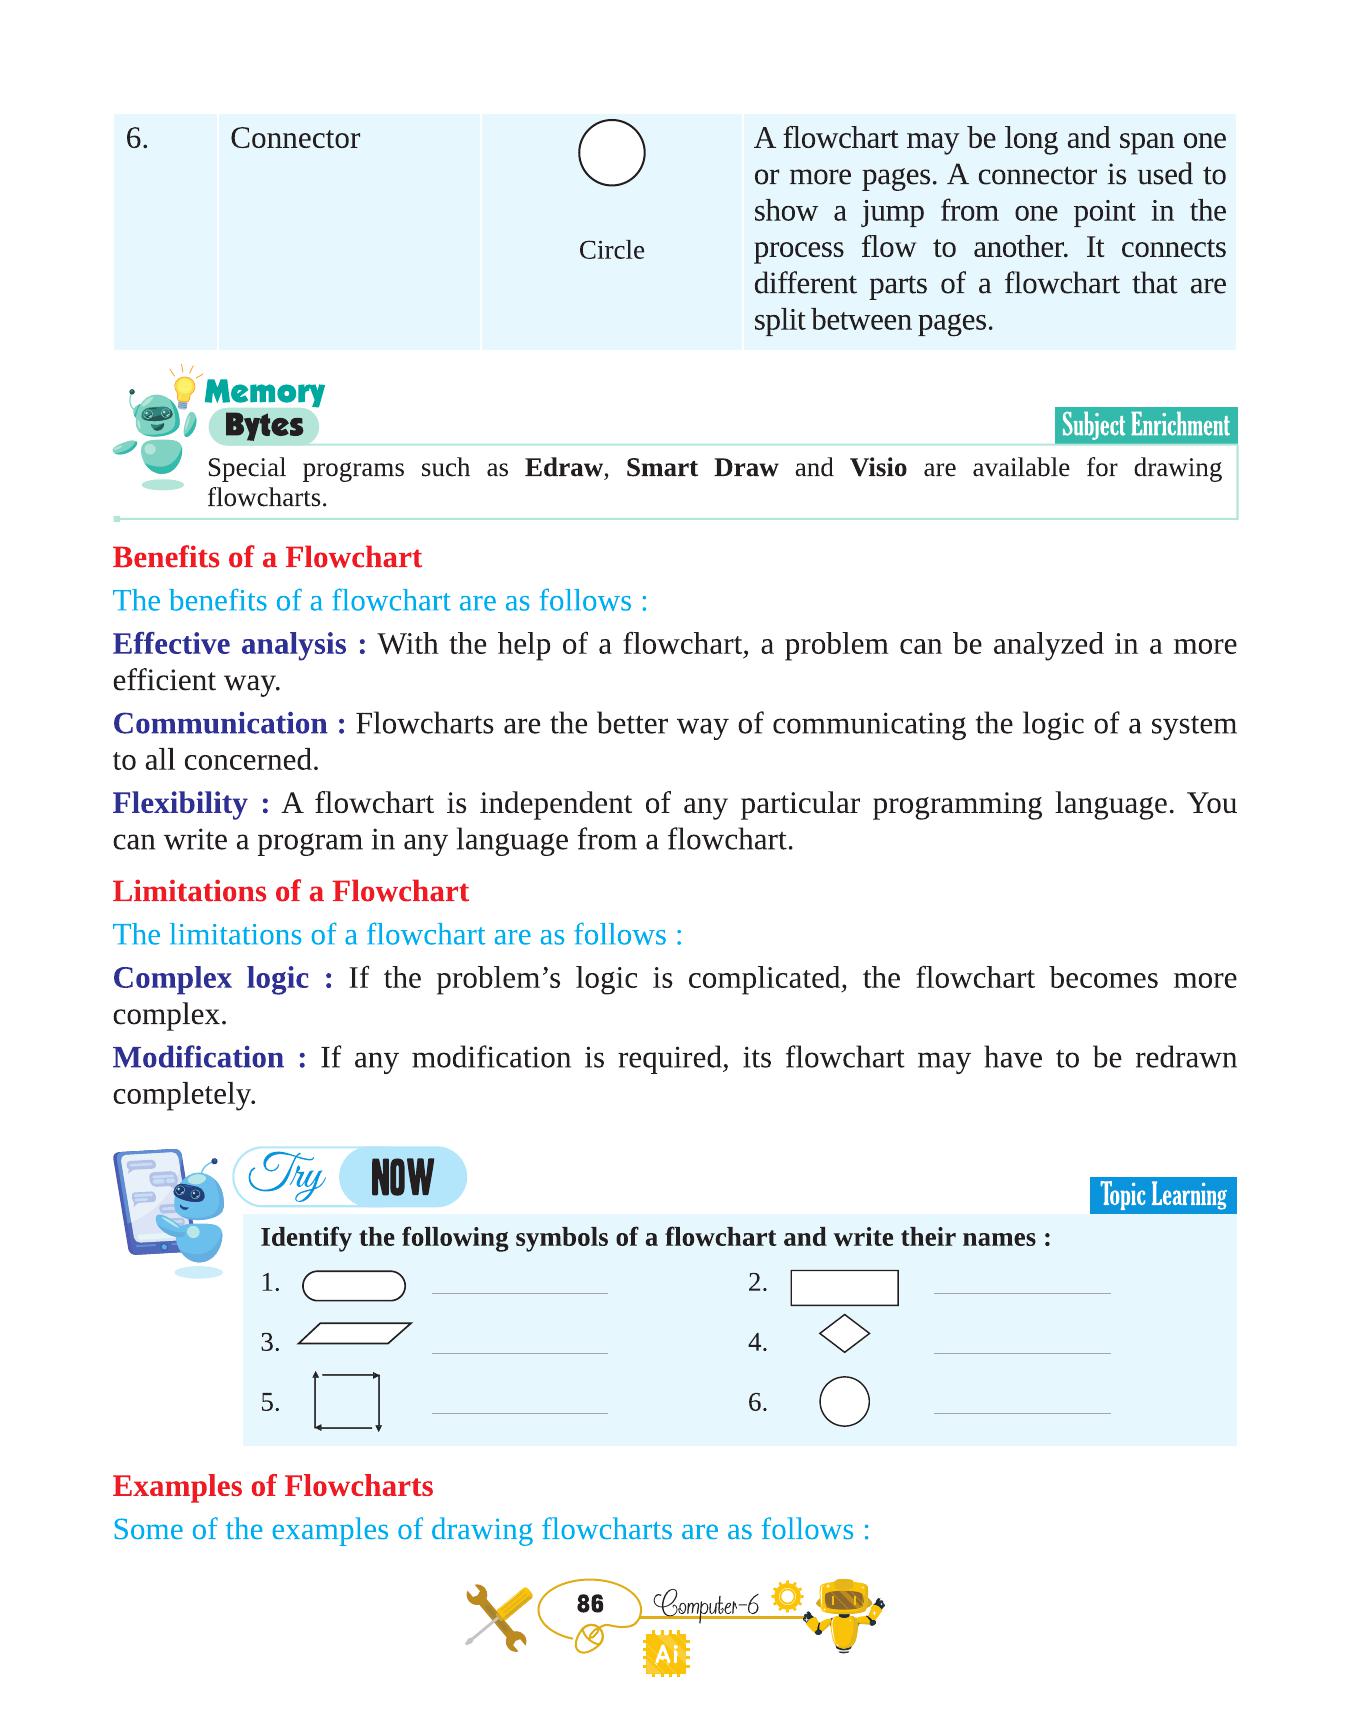 6.
Connector
Circle
A flowchart may be long and span one
or more pages. A connector is used to
show a jump from one point in the
process flow to another. It connects
different parts of a flowchart that are
split between pages.
Memory
Bytes
Subject Enrichment
Special programs such as Edraw, Smart Draw and Visio are available for drawing
flowcharts.
Benefits of a Flowchart
The benefits of a flowchart are as follows :
Effective analysis : With the help of a flowchart, a problem can be analyzed in a more
efficient way.
Communication : Flowcharts are the better way of communicating the logic of a system
to all concerned.
Flexibility : A flowchart is independent of any particular programming language. You
can write a program in any language from a flowchart.
Limitations of a Flowchart
The limitations of a flowchart are as follows :
Complex logic : If the problem’s logic is complicated, the flowchart becomes more
complex.
Modification : If any modification is required, its flowchart may have to be redrawn
completely.
Try NOW
Topic Learning
Identify the following symbols of a flowchart and write their names :
1.
2.
3.
4.
5.
6.
Examples of Flowcharts
Some of the examples of drawing flowcharts are as follows :
86
Computer-6
Ai